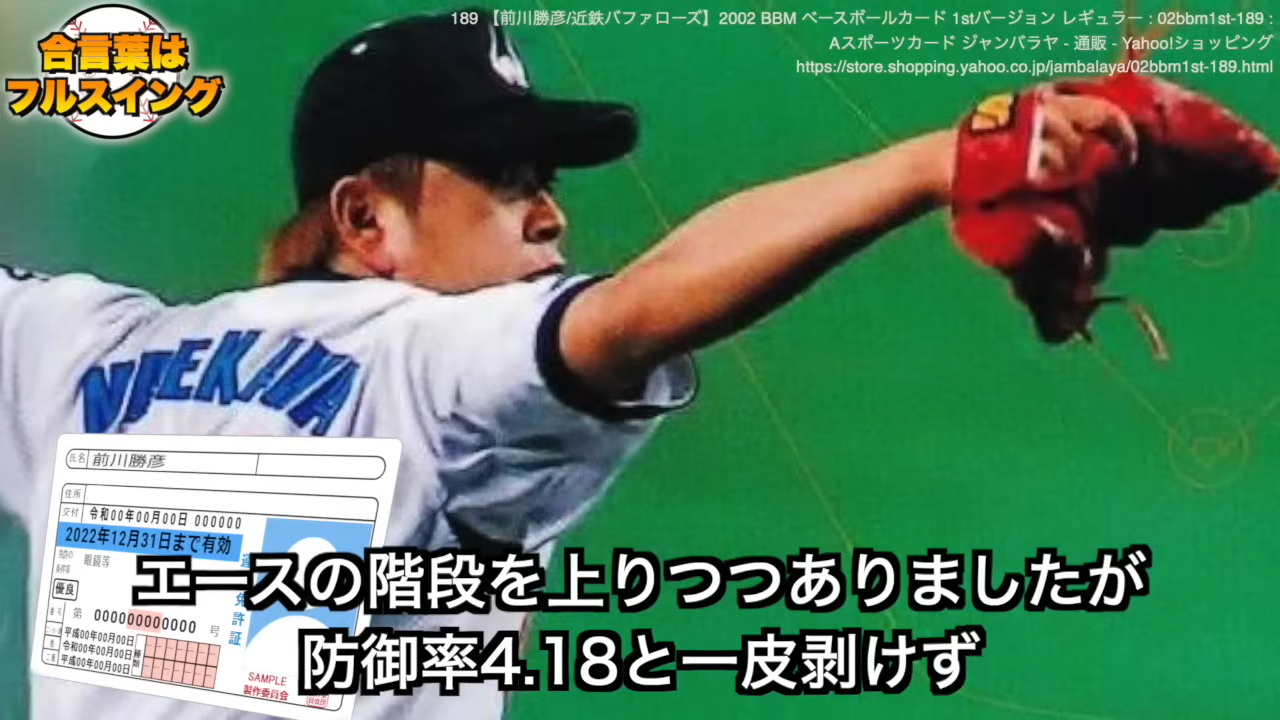 189 【前川勝彦/近鉄バファローズ】2002 BBM ベースボールカード 1stバージョン レギュラー : 02bbm1st-189 :
Aスポーツカード ジャンバラヤ - 通販 - Yahoo!ショッピング
https://store.shopping.yahoo.co.jp/jambalaya/02bbm1st-189.html
合言葉は
フルスイング
氏名 前川勝彦
住所
交付 令和00年00月00日 000000
2022年12月31日まで有効
眼鏡等
優良
第 000000000000 号
平成00年00月00日
令和00年00月00日
平成00年00月00日
種類
免許証
SAMPLE
製作委員会
エースの階段を上りつつありましたが
防御率4.18と一皮剥けず